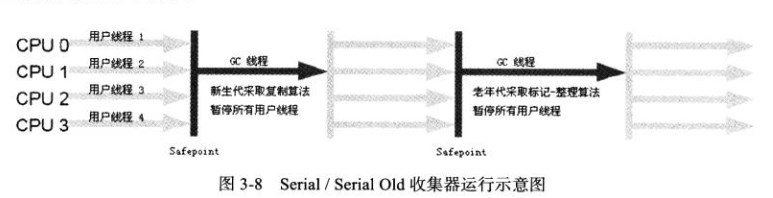 CPU 0 用户线程 1
CPU 1 用户线程 2
CPU 2 用户线程 3
CPU 3 用户线程 4
GC 线程
新生代采取复制算法
暂停所有用户线程
Safepoint
GC 线程
老年代采取标记-整理算法
暂停所有用户线程
Safepoint
图 3-8 Serial / Serial Old 收集器运行示意图